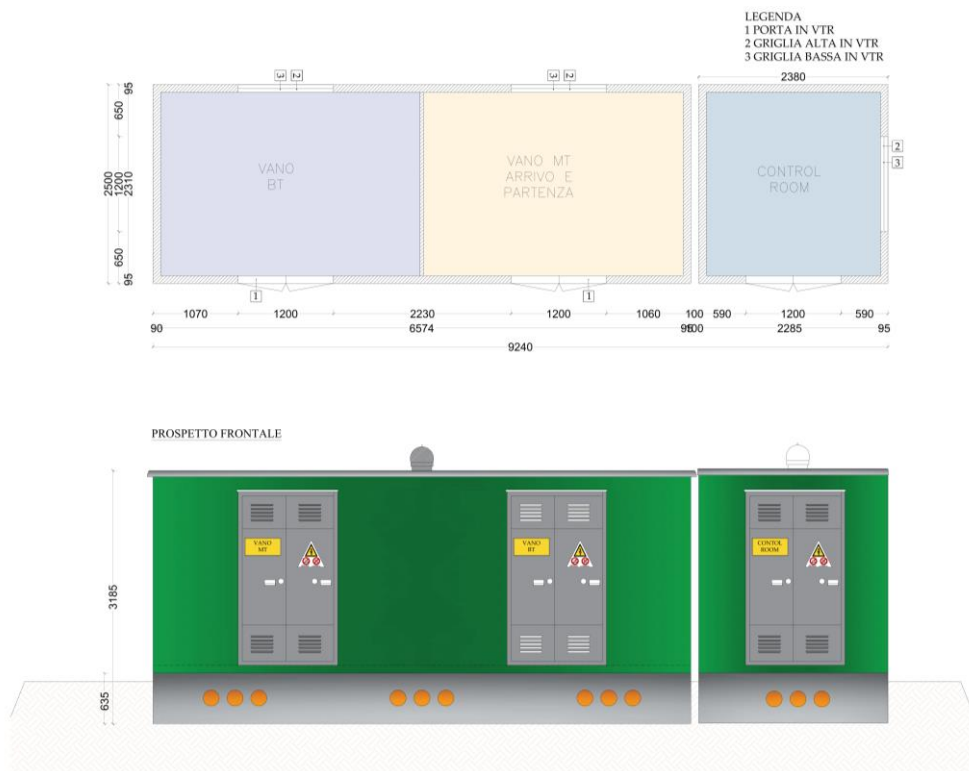 LEGENDA
1 PORTA IN VTR
2 GRIGLIA ALTA IN VTR
3 GRIGLIA BASSA IN VTR
2380
3 2
3 2
95
650
2500
1200
2310
650
95
VANO
BT
VANO MT
ARRIVO E
PARTENZA
CONTROL
ROOM
2
3
1
1
1070 1200 2230 1200 1060 100 590 1200 590
90 6574 2285 95
9240
PROSPETTO FRONTALE
3185
635
VANO
MT
VANO
BT
CONTOL
ROOM